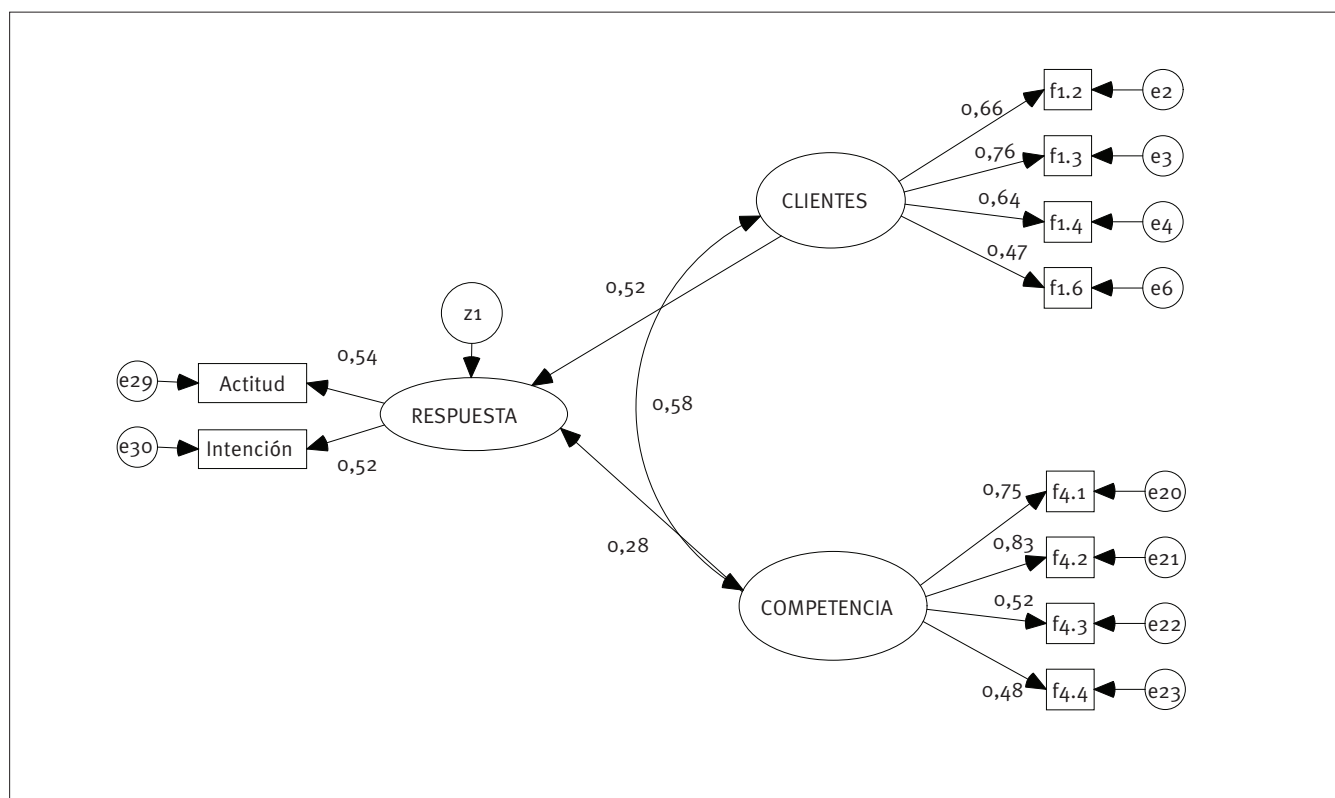 f1.2
e2
0,66
f1.3
e3
0,76
CLIENTES
0,64
f1.4
e4
0,47
f1.6
e6
0,52
z1
0,54
e29
Actitud
RESPUESTA
0,58
e30
Intención
0,52
0,75
f4.1
e20
0,28
0,83
f4.2
e21
COMPETENCIA
0,52
f4.3
e22
0,48
f4.4
e23